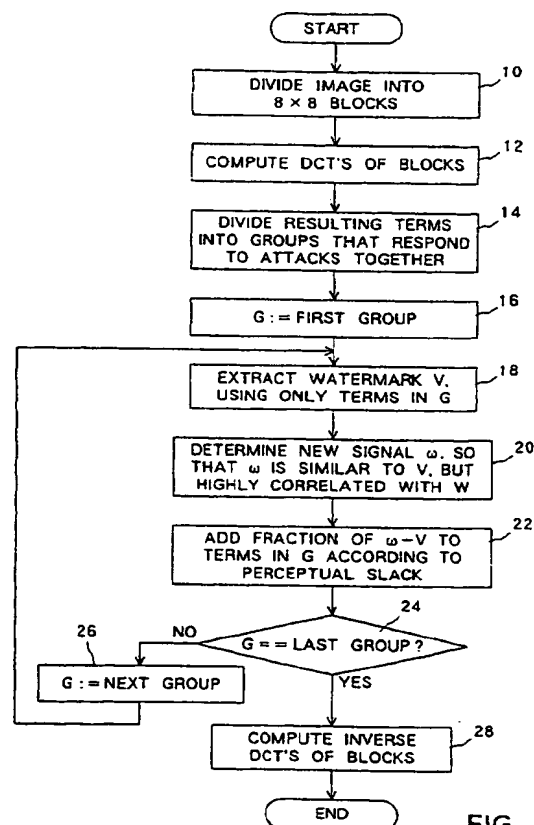 START
10
DIVIDE IMAGE INTO
8 × 8 BLOCKS
12
COMPUTE DCT'S OF BLOCKS
14
DIVIDE RESULTING TERMS
INTO GROUPS THAT RESPOND
TO ATTACKS TOGETHER
16
G := FIRST GROUP
18
EXTRACT WATERMARK V,
USING ONLY TERMS IN G
20
DETERMINE NEW SIGNAL ω, SO
THAT ω IS SIMILAR TO V, BUT
HIGHLY CORRELATED WITH W
22
ADD FRACTION OF ω-V TO
TERMS IN G ACCORDING TO
PERCEPTUAL SLACK
24
G == LAST GROUP ?
NO
26
G := NEXT GROUP
YES
28
COMPUTE INVERSE
DCT'S OF BLOCKS
END
FIG